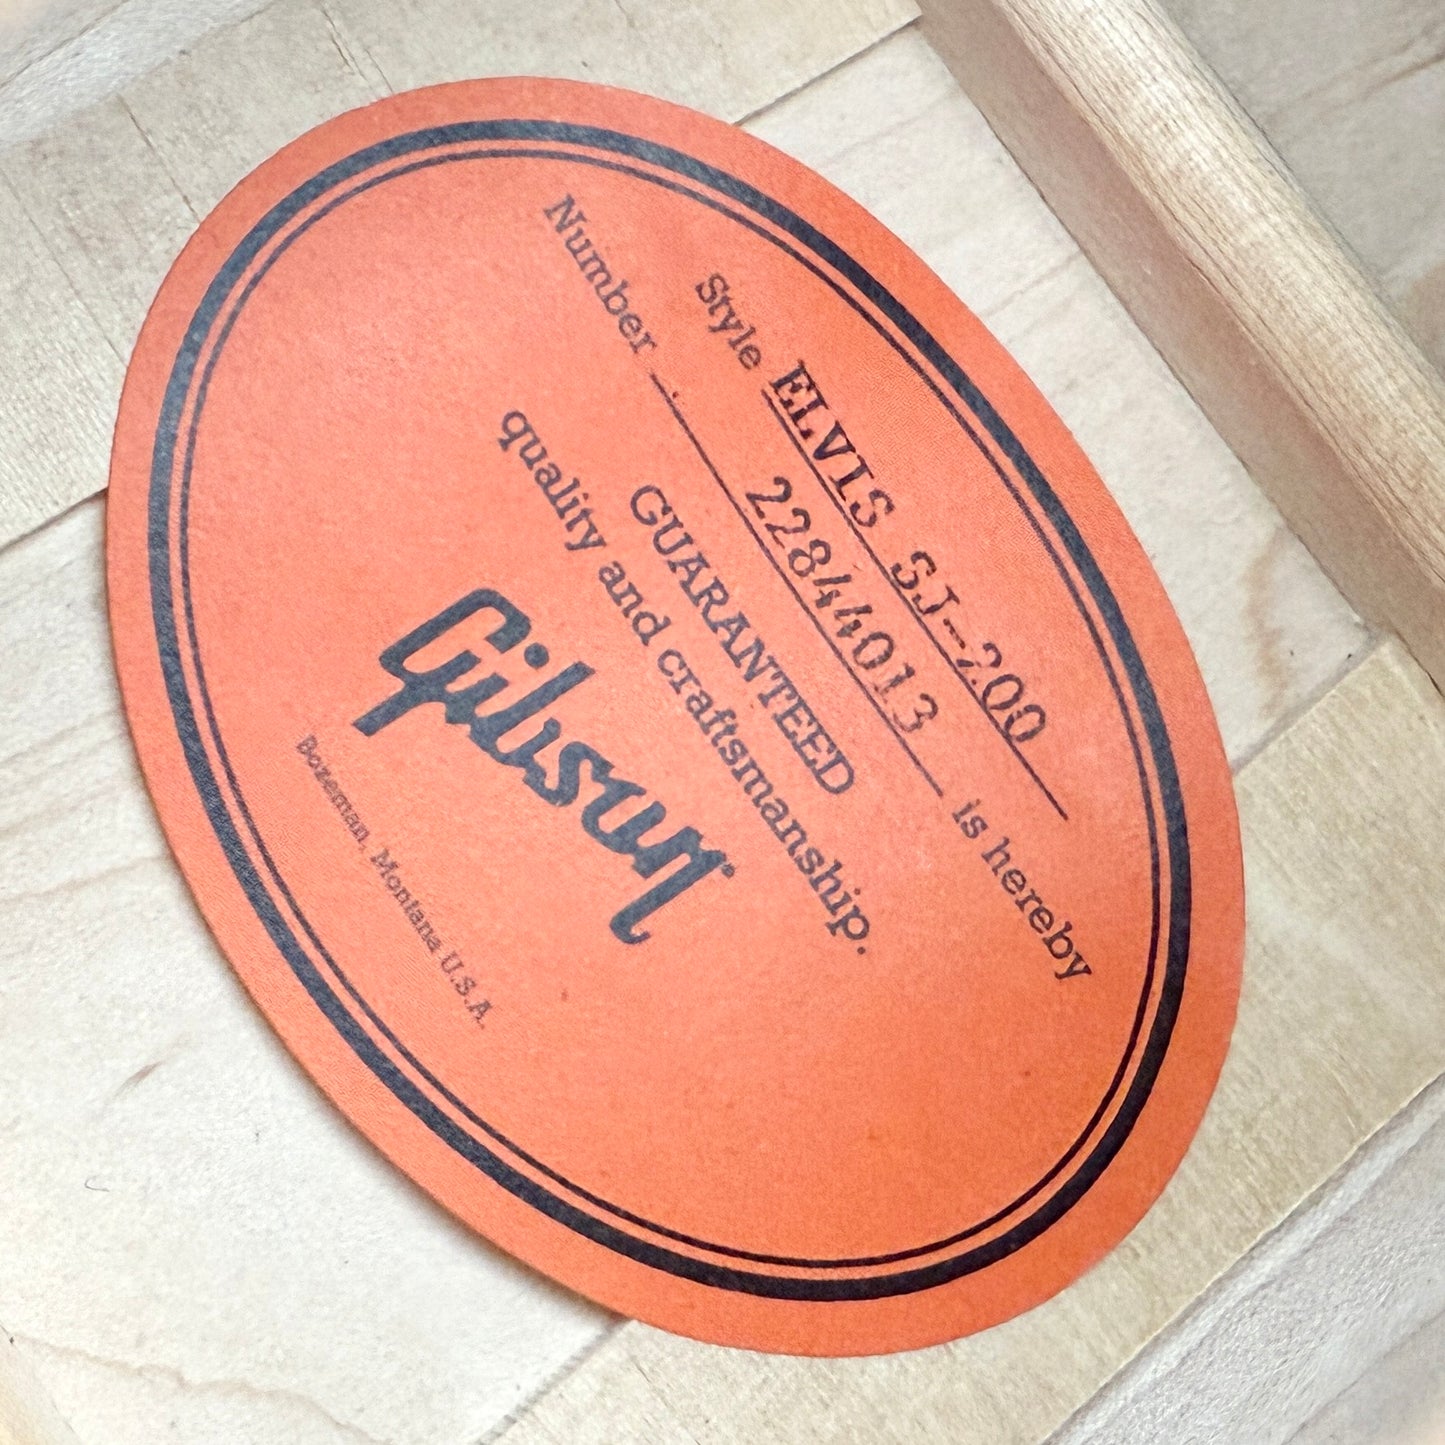 Style ELVIS SJ-200
Number 22844013 is hereby
GUARANTEED
quality and craftsmanship.
Gibson®
Bozeman, Montana U.S.A.